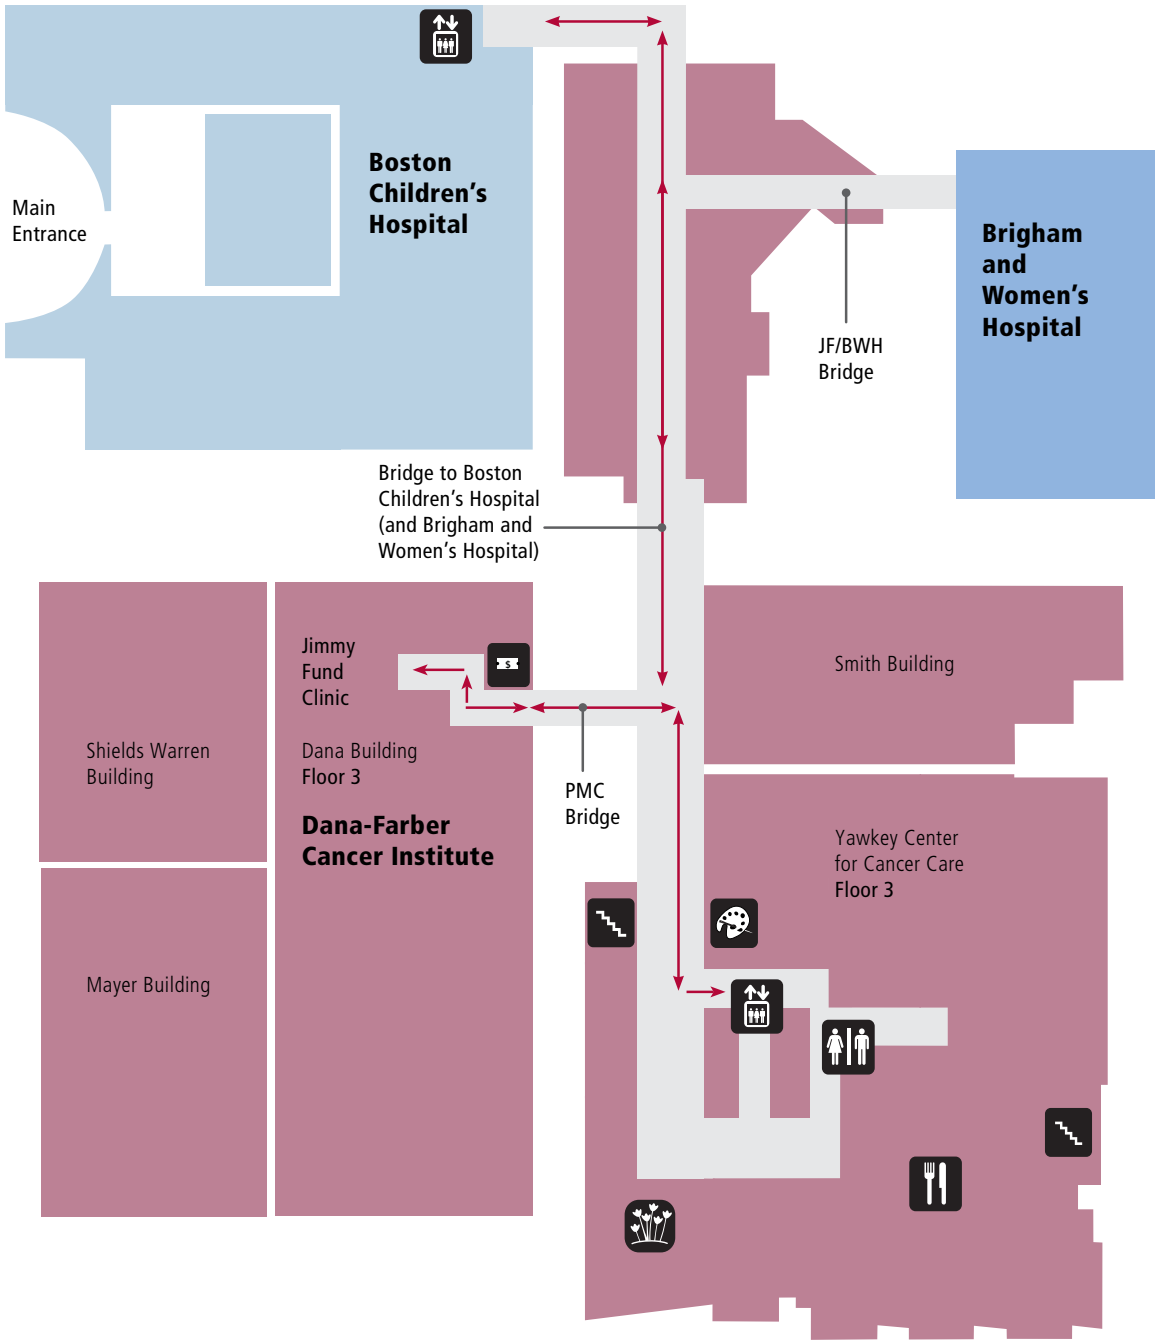 Boston
Children's
Hospital
Main
Entrance
Brigham
and
Women's
Hospital
JF/BWH
Bridge
Bridge to Boston
Children's Hospital
(and Brigham and
Women's Hospital)
Jimmy
Fund
Clinic
$
Smith Building
Shields Warren
Building
Dana Building
Floor 3
PMC
Bridge
Dana-Farber
Cancer Institute
Yawkey Center
for Cancer Care
Floor 3
Mayer Building